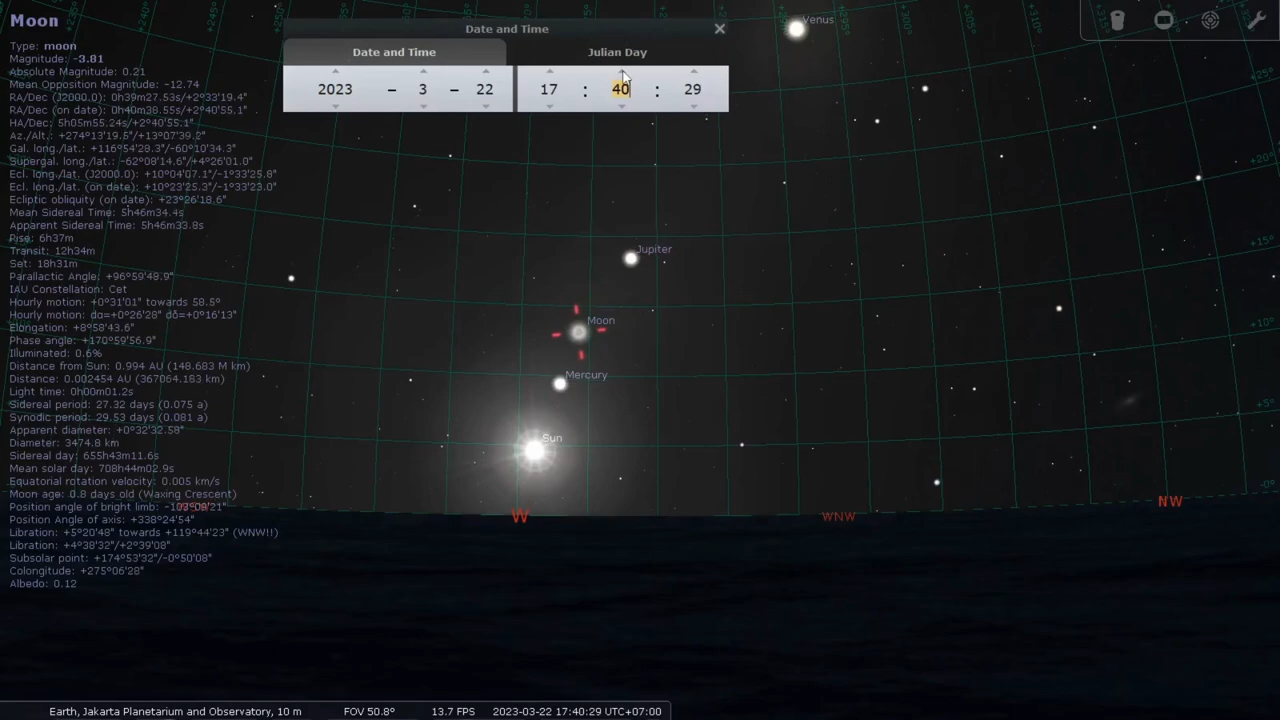 Moon
Type: moon
Magnitude: -3.81
Absolute Magnitude: 0.21
Mean Opposition Magnitude: -12.74
RA/Dec (J2000.0): 0h39m27.53s/+2°33'19.4"
RA/Dec (on date): 0h40m38.55s/+2°40'55.1"
HA/Dec: 5h05m55.24s/+2°40'55.1"
Az./Alt.: +274°13'19.5"/+13°07'39.2"
Gal. long./lat.: +116°54'28.3"/-60°10'34.3"
Supergal. long./lat.: -62°08'14.6"/+4°26'01.0"
Ecl. long./lat. (J2000.0): +10°04'07.1"/-1°33'25.8"
Ecl. long./lat. (on date): +10°23'25.3"/-1°33'23.0"
Ecliptic obliquity (on date): +23°26'18.6"
Mean Sidereal Time: 5h46m34.4s
Apparent Sidereal Time: 5h46m33.8s
Rise: 6h37m
Transit: 12h34m
Set: 18h31m
Parallactic Angle: +96°59'49.9"
IAU Constellation: Cet
Hourly motion: +0°31'01" towards 58.5°
Hourly motion: dα=+0°26'28" dδ=+0°16'13"
Elongation: +8°58'43.6"
Phase angle: +170°59'56.9"
Illuminated: 0.6%
Distance from Sun: 0.994 AU (148.683 M km)
Distance: 0.002454 AU (367064.183 km)
Light time: 0h00m01.2s
Sidereal period: 27.32 days (0.075 a)
Synodic period: 29.53 days (0.081 a)
Apparent diameter: +0°32'32.58"
Diameter: 3474.8 km
Sidereal day: 655h43m11.6s
Mean solar day: 708h44m02.9s
Equatorial rotation velocity: 0.005 km/s
Moon age: 0.8 days old (Waxing Crescent)
Position Angle of axis: +338°24'54"
Libration: +5°20'48" towards +119°44'23" (WNW!!)
Libration: +4°38'32"/+2°39'08"
Subsolar point: +174°53'32"/-0°50'08"
Colongitude: +275°06'28"
Albedo: 0.12
Date and Time
Date and Time Julian Day
2023 – 3 – 22 17 : 40 : 29
Venus
Jupiter
Moon
Mercury
Sun
+20°
+15°
+10°
+5°
-0°
W
WNW
NW
Earth, Jakarta Planetarium and Observatory, 10 m FOV 50.8° 13.7 FPS 2023-03-22 17:40:29 UTC+07:00